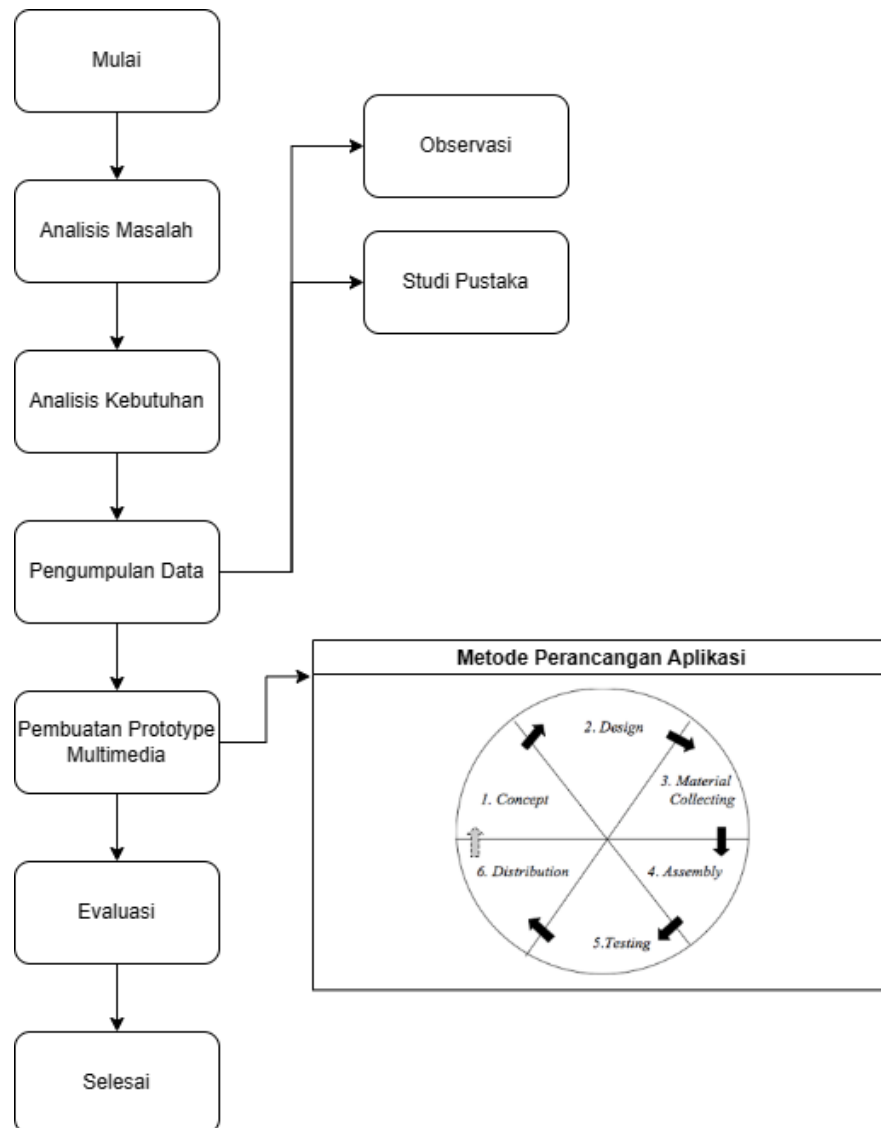 Mulai
Observasi
Analisis Masalah
Studi Pustaka
Analisis Kebutuhan
Pengumpulan Data
Pembuatan Prototype
Multimedia
Metode Perancangan Aplikasi
2. Design
3. Material
Collecting
1. Concept
6. Distribution
4. Assembly
5.Testing
Evaluasi
Selesai